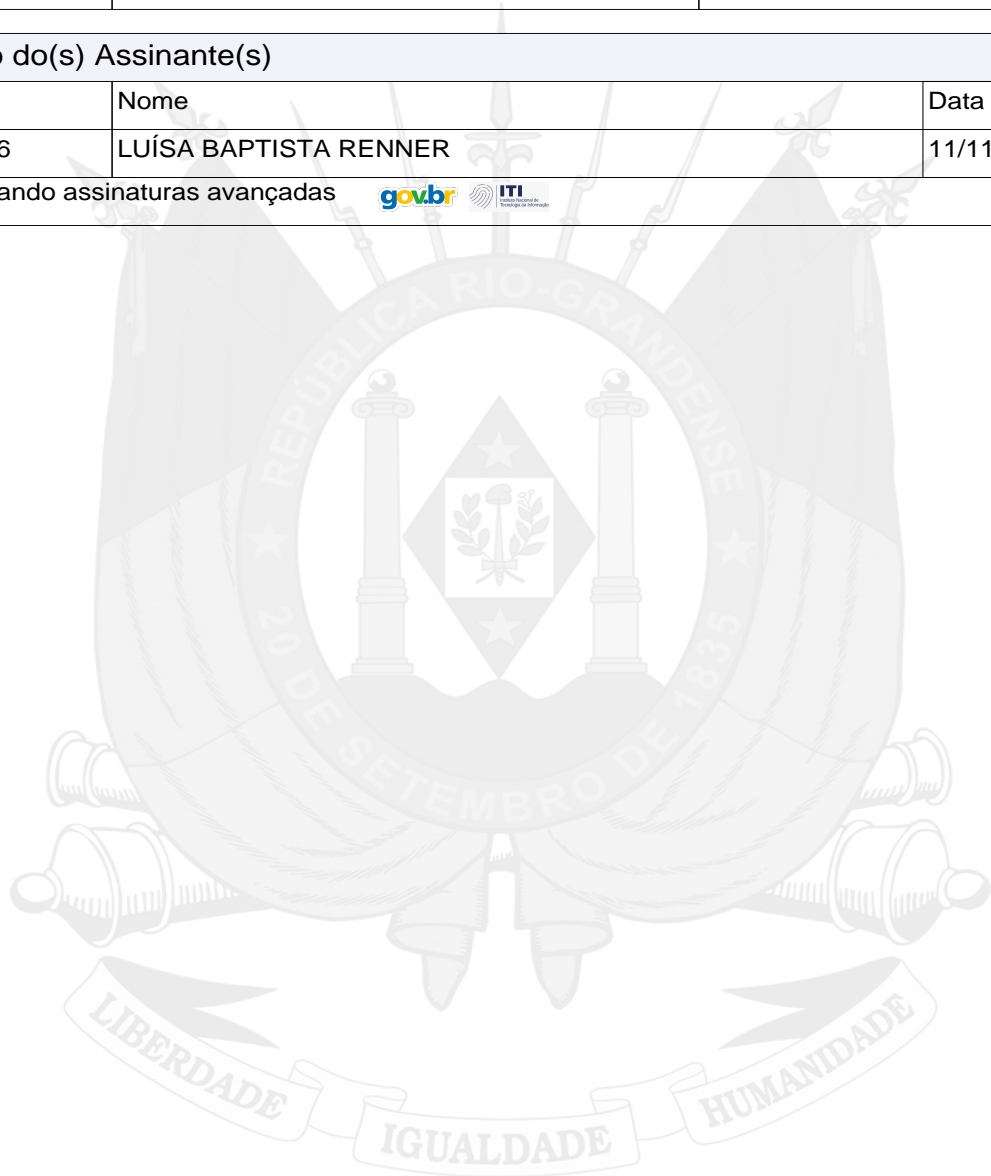 do(s) Assinante(s)
Nome Data
6 LUÍSA BAPTISTA RENNER 11/11
ando assinaturas avançadas gov.br ITI
REPÚBLICA RIO-GRANDENSE
20 DE SETEMBRO DE 1835
LIBERDADE IGUALDADE HUMANIDADE